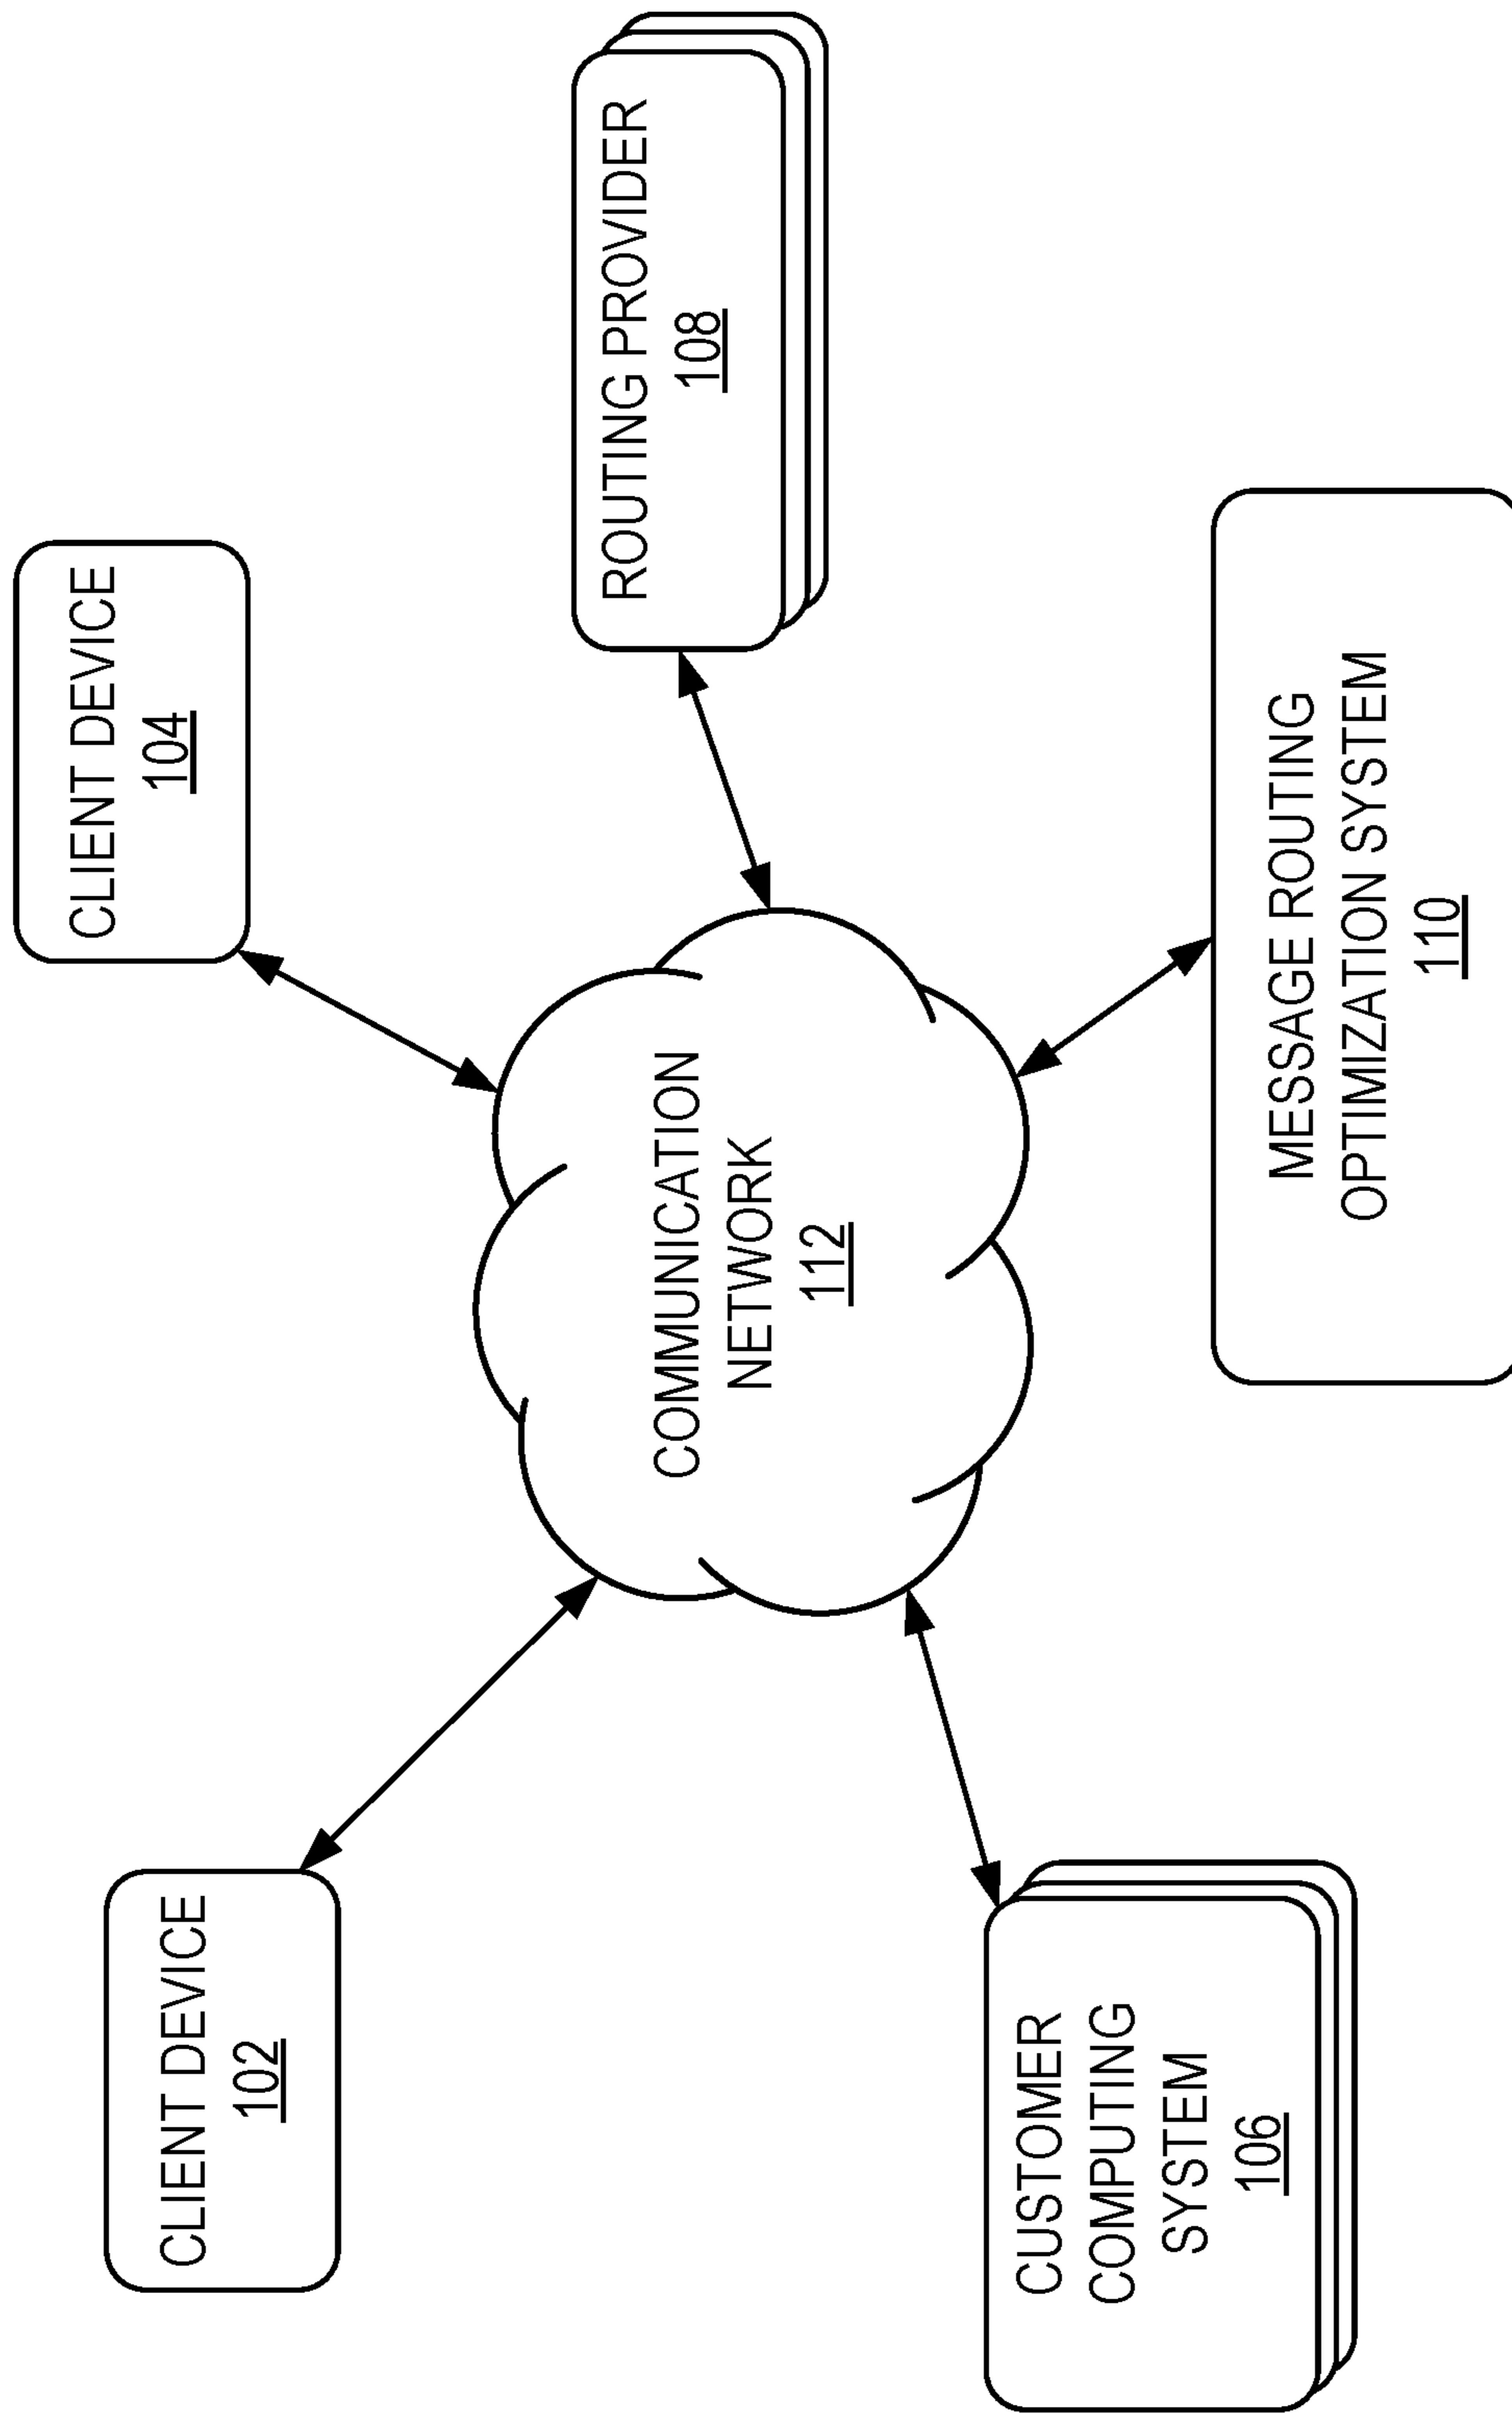 CLIENT DEVICE
102
CLIENT DEVICE
104
COMMUNICATION
NETWORK
112
ROUTING PROVIDER
108
CUSTOMER
COMPUTING
SYSTEM
106
MESSAGE ROUTING
OPTIMIZATION SYSTEM
110